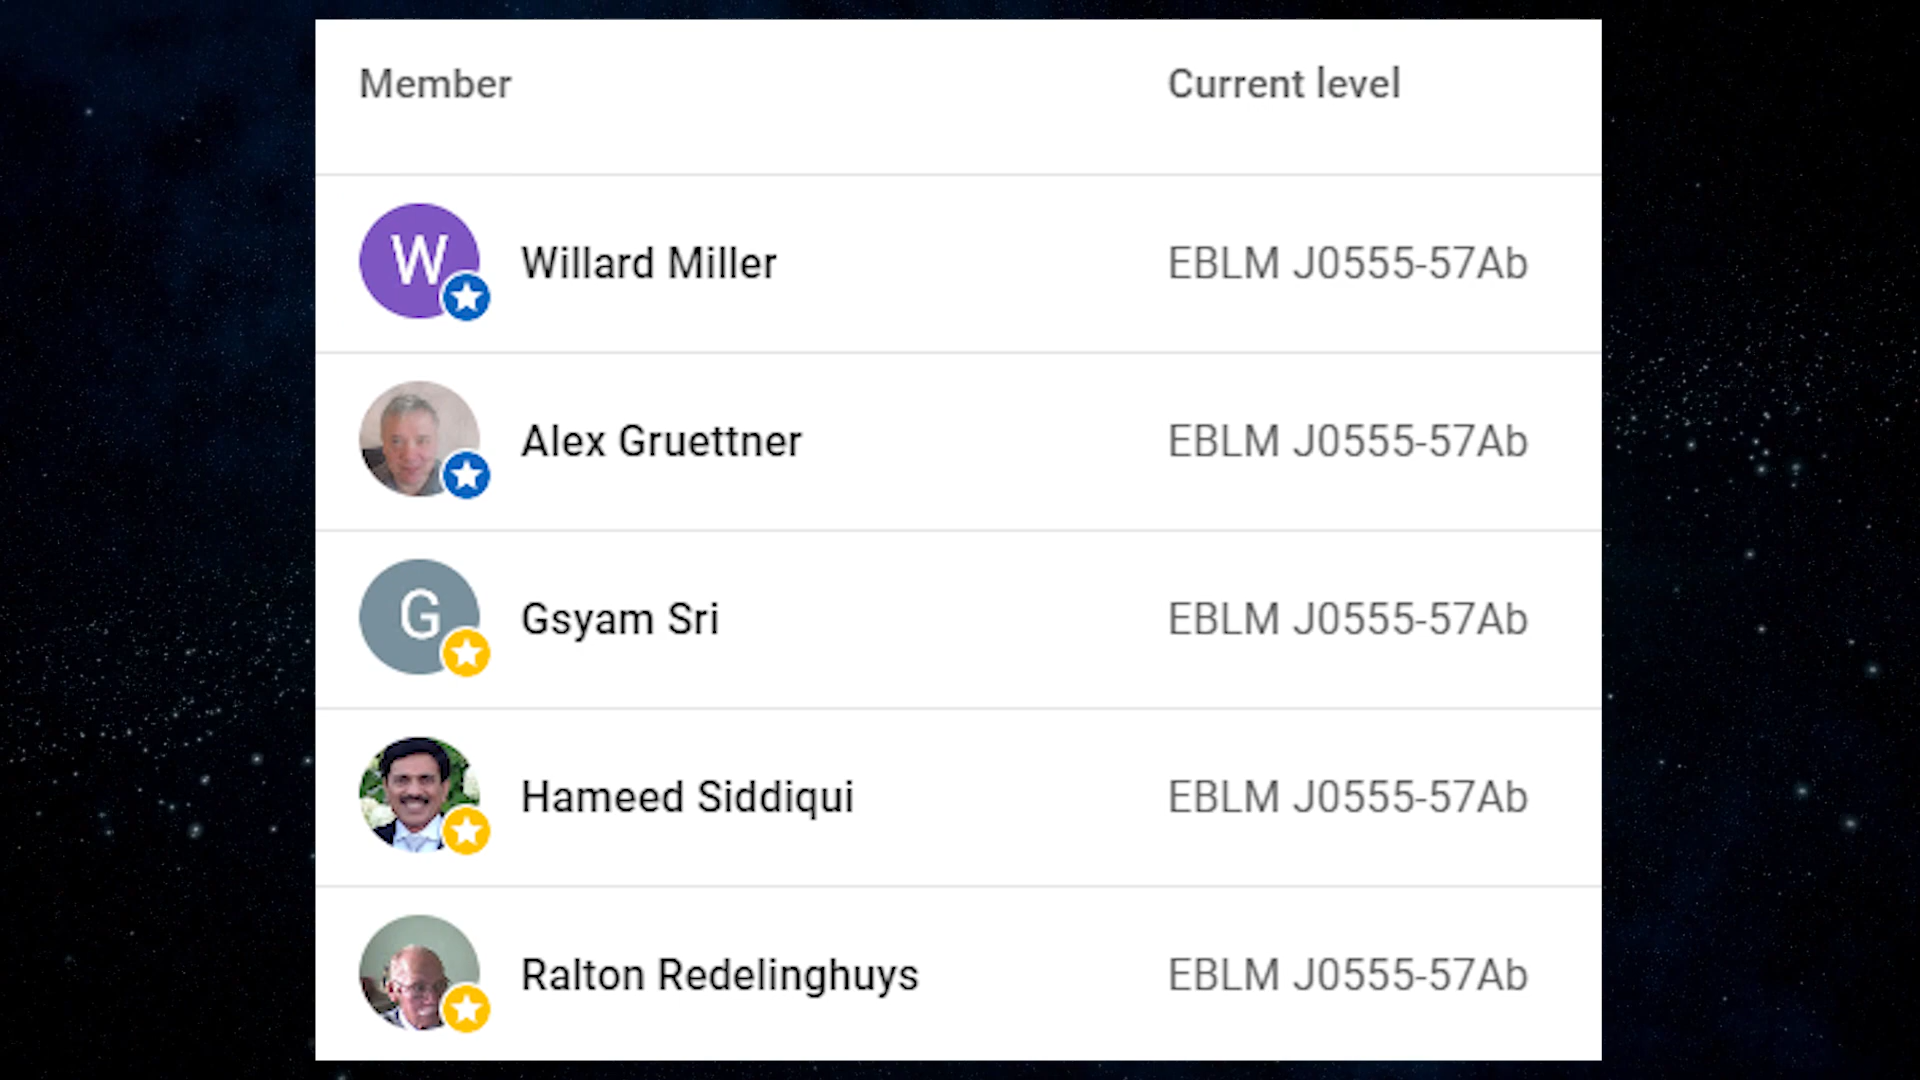 Member Current level
W Willard Miller EBLM J0555-57Ab
Alex Gruettner EBLM J0555-57Ab
G Gsyam Sri EBLM J0555-57Ab
Hameed Siddiqui EBLM J0555-57Ab
Ralton Redelinghuys EBLM J0555-57Ab